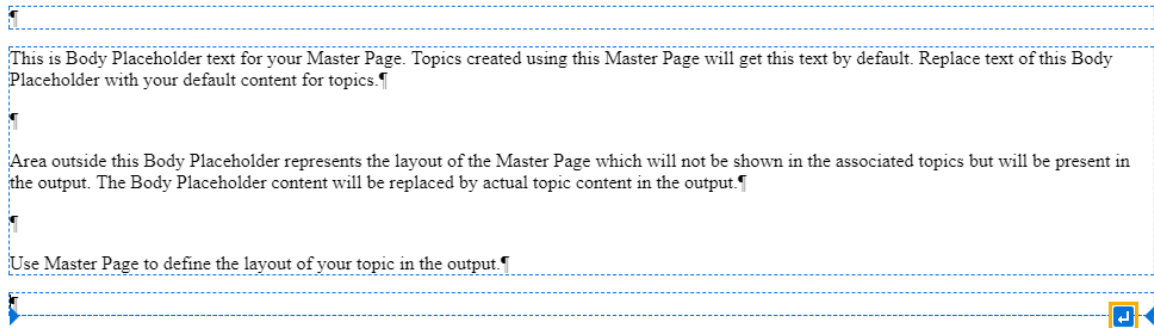 ¶
This is Body Placeholder text for your Master Page. Topics created using this Master Page will get this text by default. Replace text of this Body
Placeholder with your default content for topics.¶
¶
Area outside this Body Placeholder represents the layout of the Master Page which will not be shown in the associated topics but will be present in
the output. The Body Placeholder content will be replaced by actual topic content in the output.¶
¶
Use Master Page to define the layout of your topic in the output.¶
¶